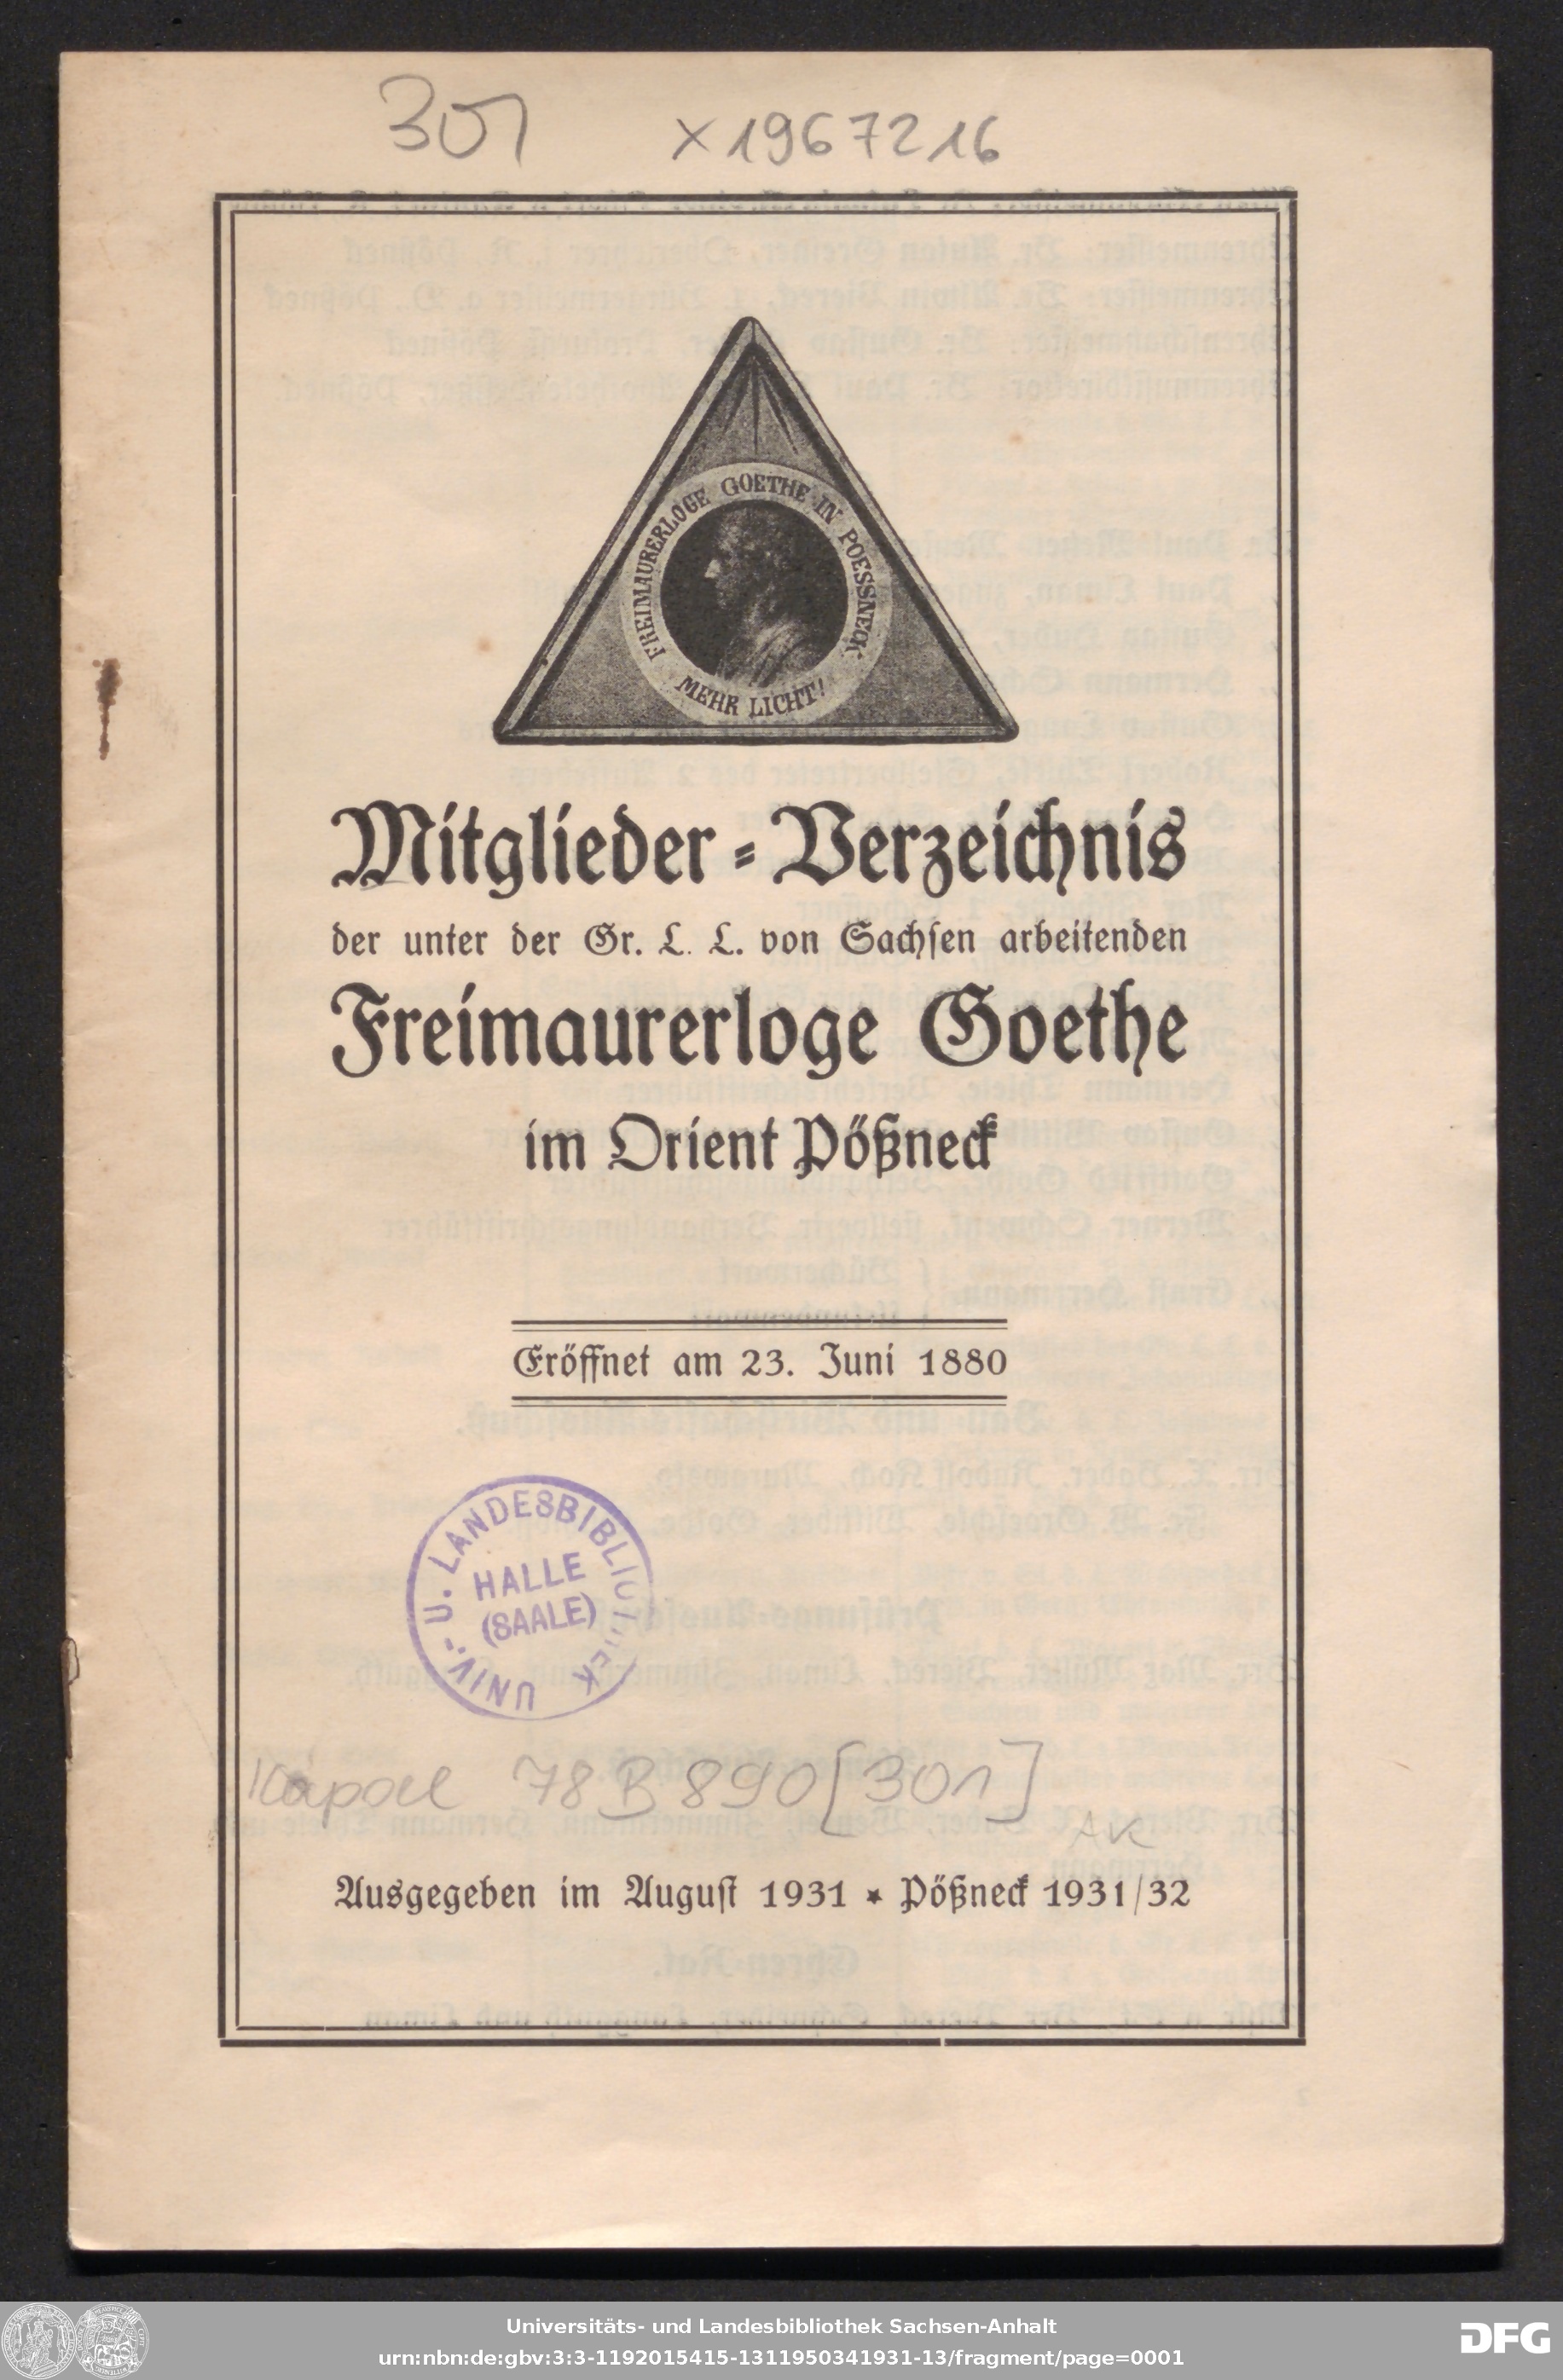 301 X1967216
FREIMAURERLOGE GOETHE IN POESSNECK
MEHR LICHT!
Mitglieder-Verzeichnis
der unter der Gr. L. L. von Sachsen arbeitenden
Freimaurerloge Goethe
im Orient Pößneck
Eröffnet am 23. Juni 1880
UNIV.- U. LANDESBIBLIOTHEK
HALLE
(SAALE)
Kapsel 78 B 890 [301]
AK
Ausgegeben im August 1931 ★ Pößneck 1931/32
Universitäts- und Landesbibliothek Sachsen-Anhalt
urn:nbn:de:gbv:3:3-1192015415-1311950341931-13/fragment/page=0001
DFG